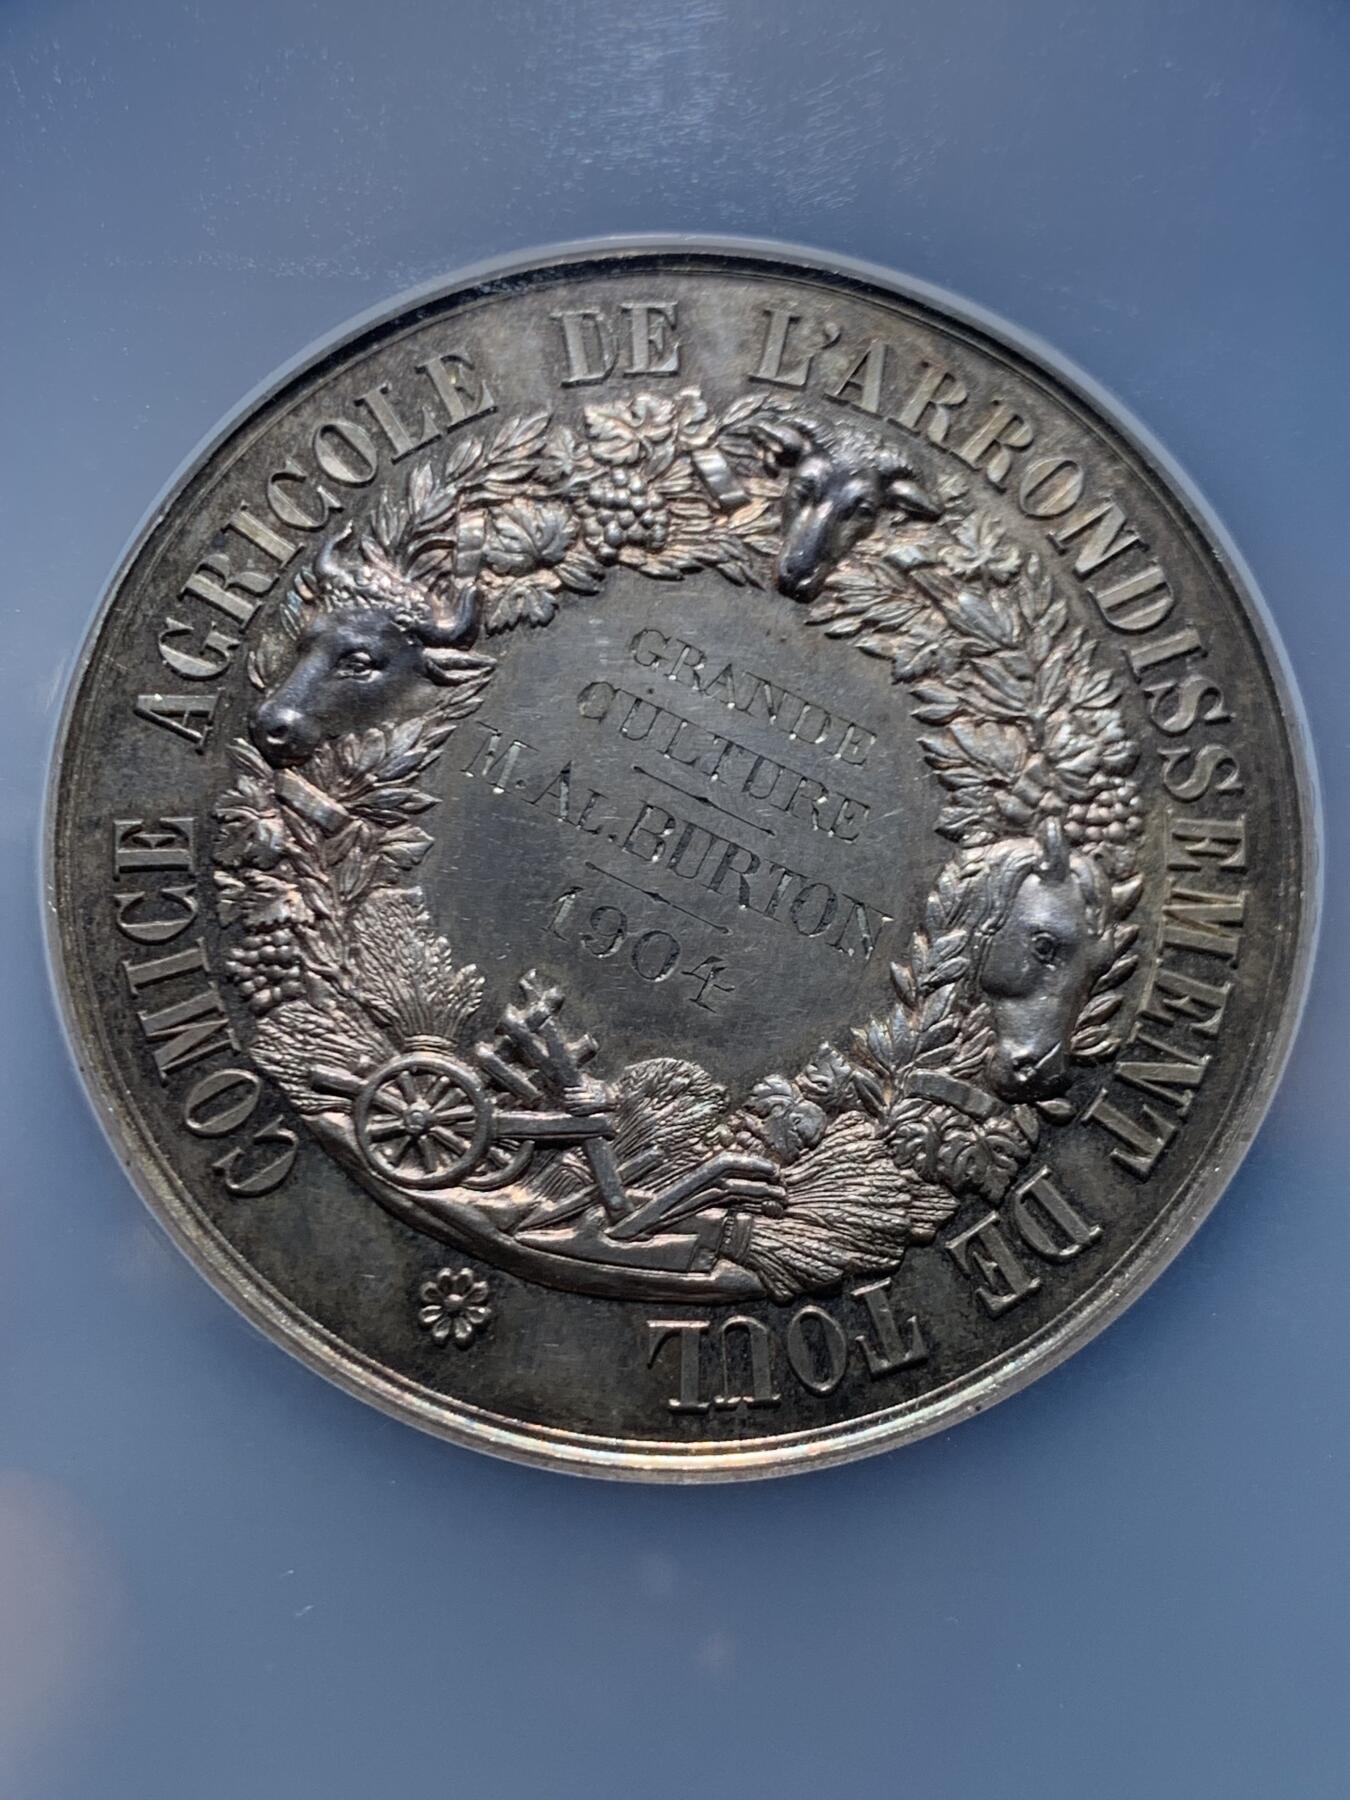 COMICE AGRICOLE DE L'ARRONDISSEMENT DE TOUL
GRANDE
CULTURE
M. AL. BURTON
1904